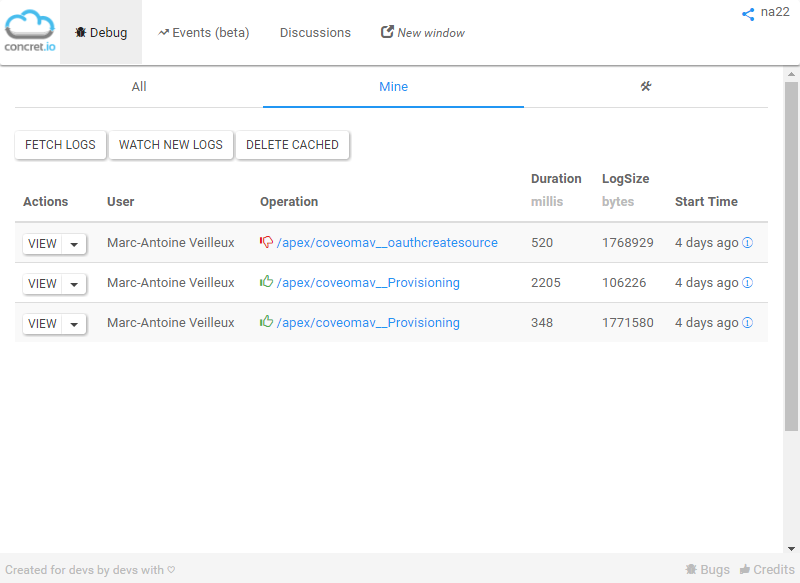 concret.io
Debug Events (beta) Discussions New window na22
All Mine
FETCH LOGS WATCH NEW LOGS DELETE CACHED
Actions User Operation Duration millis LogSize bytes Start Time
VIEW Marc-Antoine Veilleux /apex/coveomav__oauthcreatesource 520 1768929 4 days ago
VIEW Marc-Antoine Veilleux /apex/coveomav__Provisioning 2205 106226 4 days ago
VIEW Marc-Antoine Veilleux /apex/coveomav__Provisioning 348 1771580 4 days ago
Created for devs by devs with ♡ Bugs Credits